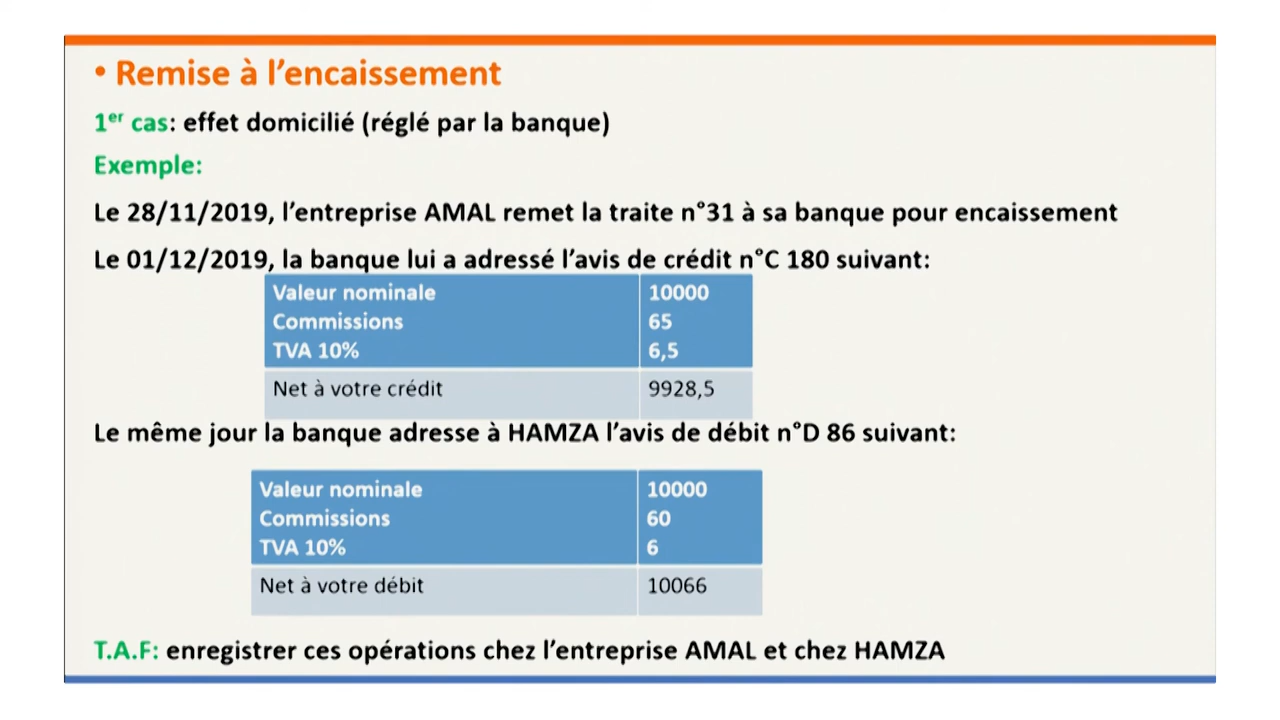 • Remise à l’encaissement
1er cas: effet domicilié (réglé par la banque)
Exemple:
Le 28/11/2019, l’entreprise AMAL remet la traite n°31 à sa banque pour encaissement
Le 01/12/2019, la banque lui a adressé l’avis de crédit n°C 180 suivant:
Valeur nominale 10000
Commissions 65
TVA 10% 6,5
Net à votre crédit 9928,5
Le même jour la banque adresse à HAMZA l’avis de débit n°D 86 suivant:
Valeur nominale 10000
Commissions 60
TVA 10% 6
Net à votre débit 10066
T.A.F: enregistrer ces opérations chez l’entreprise AMAL et chez HAMZA